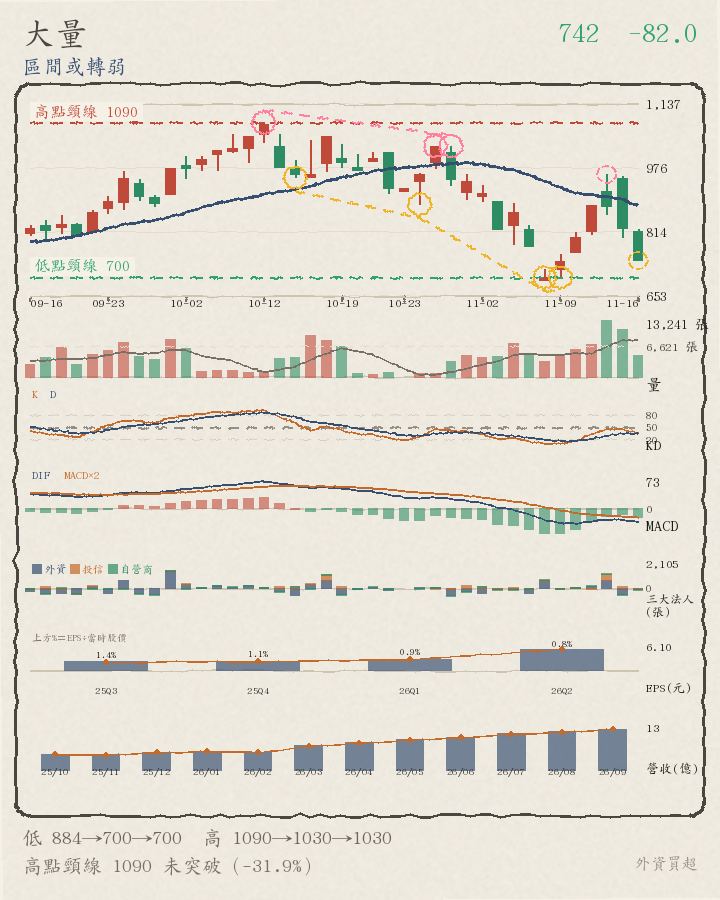 大量
742 -82.0
區間或轉弱
高點頸線 1090
1,137
976
814
低點頸線 700
653
09-16 09-23 10-02 10-12 10-19 10-23 11-02 11-09 11-16
13,241 張
6,621 張
量
K D
80
50
20
KD
DIF MACD×2
73
0
MACD
2,105
外資 投信 自營商
0
三大法人
(張)
上方%=EPS÷當時股價
1.4% 1.1% 0.9% 0.8%
6.10
25Q3 25Q4 26Q1 26Q2
EPS(元)
13
25/10 25/11 25/12 26/01 26/02 26/03 26/04 26/05 26/06 26/07 26/08 26/09
營收(億)
低 884→700→700 高 1090→1030→1030
高點頸線 1090 未突破 (-31.9%)
外資買超